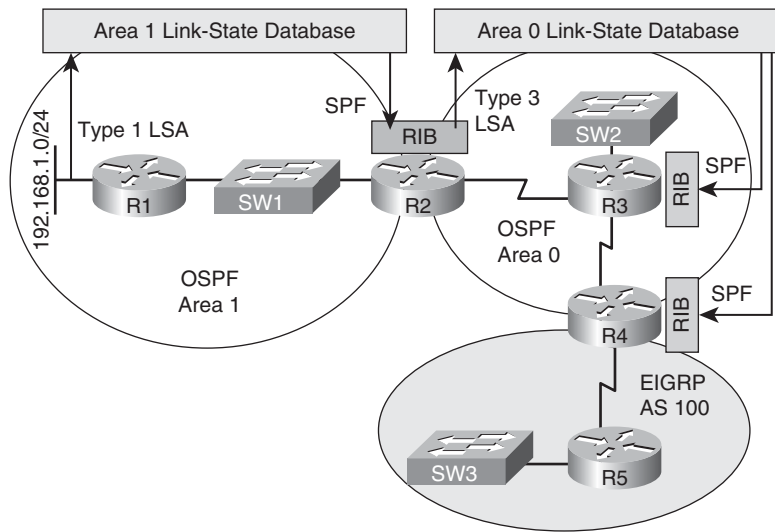 Area 1 Link-State Database
Area 0 Link-State Database
SPF
Type 3
LSA
Type 1 LSA
RIB
SW2
192.168.1.0/24
R1
SW1
R2
R3
RIB
SPF
OSPF
Area 0
OSPF
Area 1
R4
RIB
SPF
EIGRP
AS 100
SW3
R5